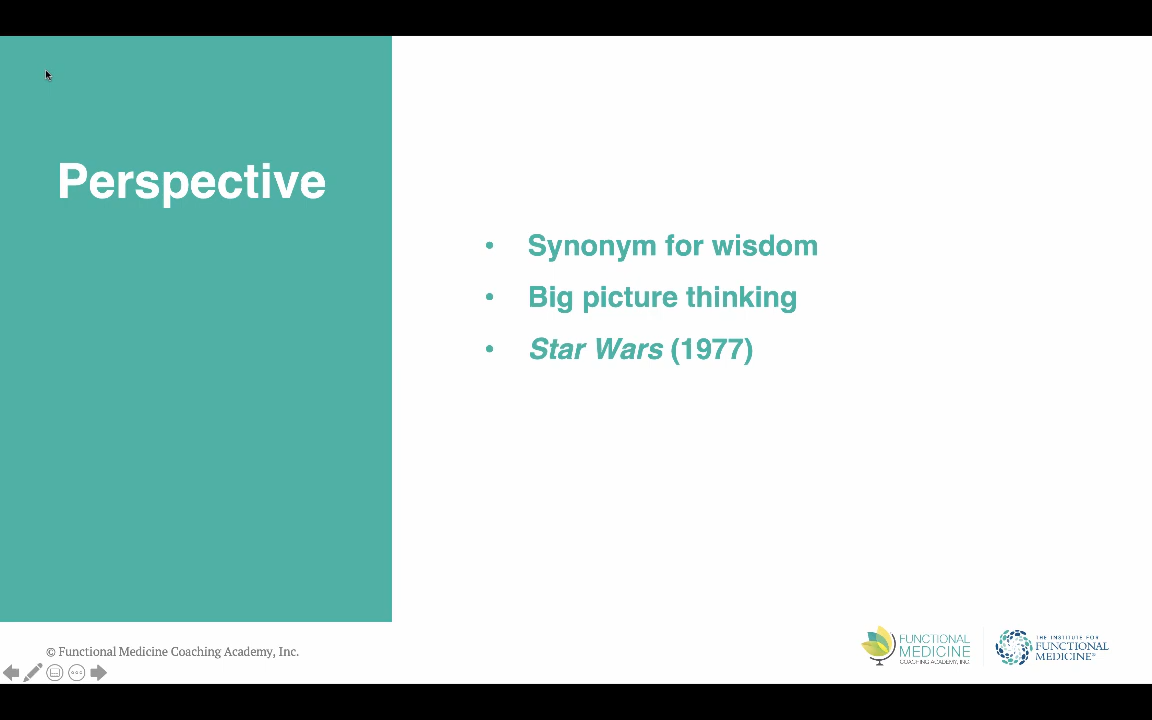 Perspective
• Synonym for wisdom
• Big picture thinking
• Star Wars (1977)
© Functional Medicine Coaching Academy, Inc.
FUNCTIONAL
MEDICINE
COACHING ACADEMY, INC.
THE INSTITUTE FOR
FUNCTIONAL
MEDICINE™